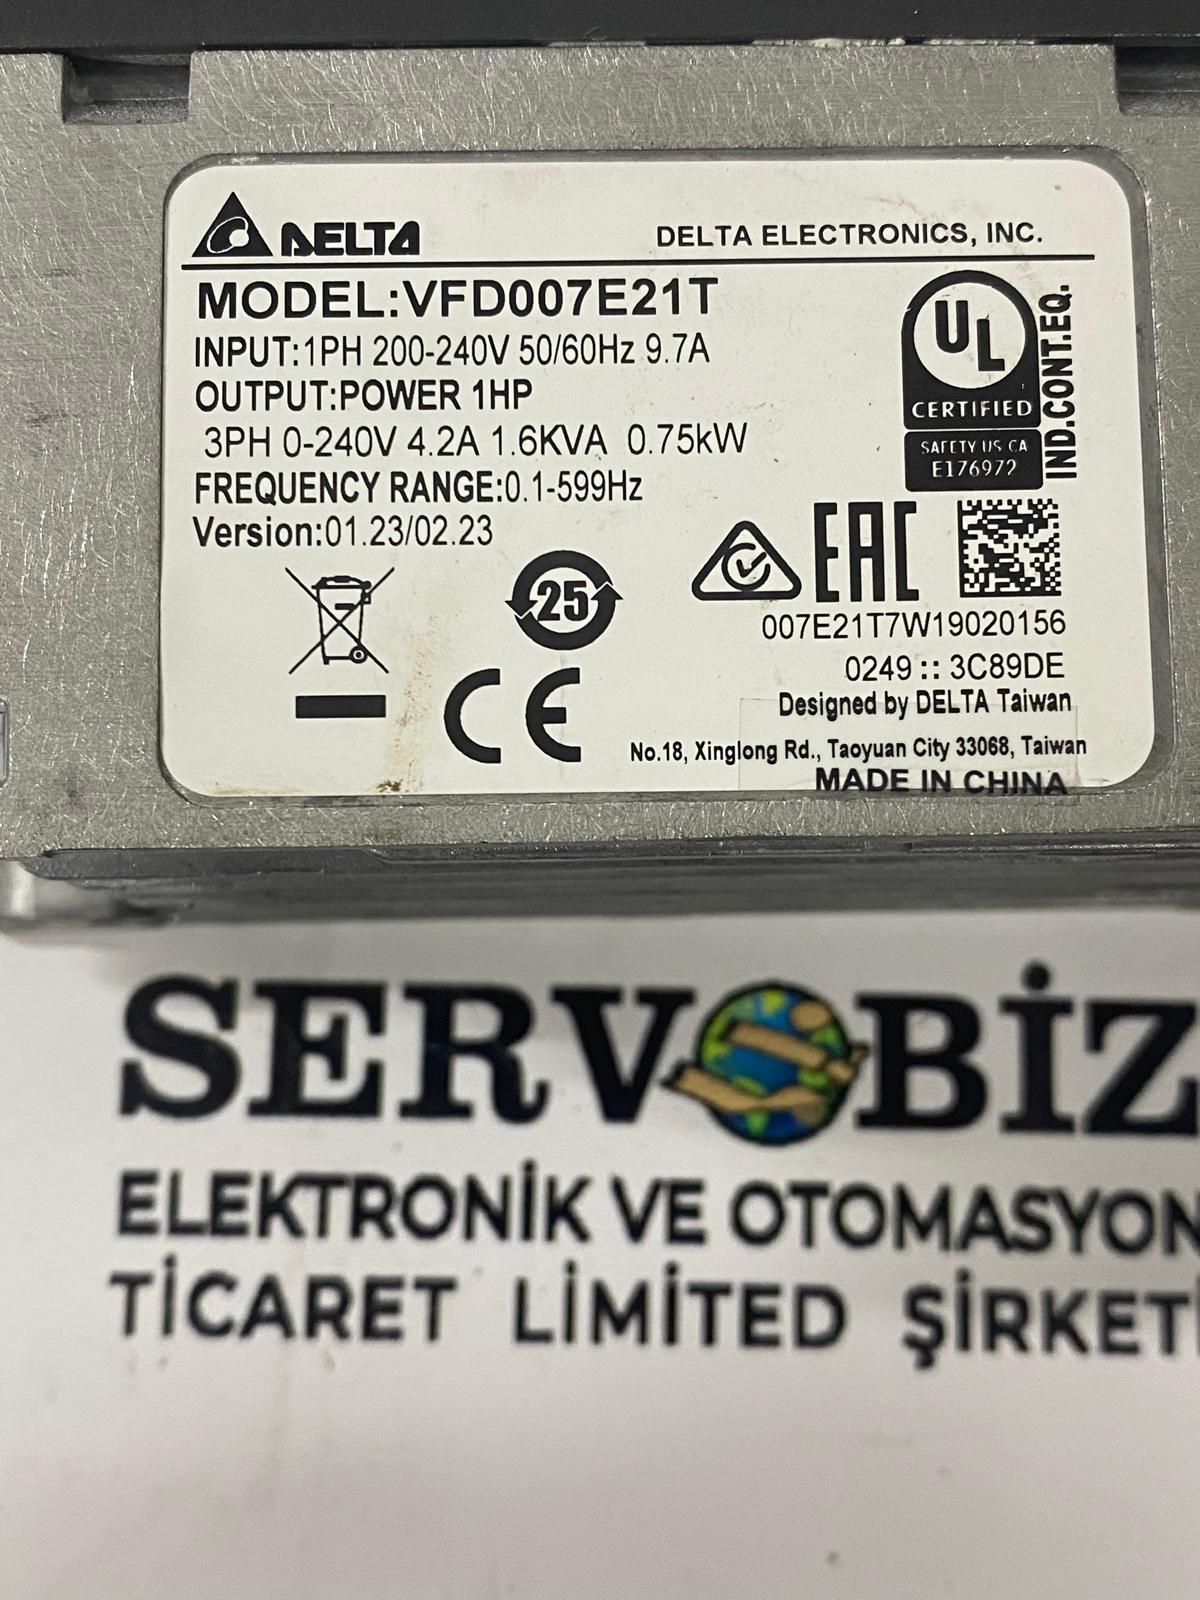 DELTA
DELTA ELECTRONICS, INC.
MODEL:VFD007E21T
INPUT:1PH 200-240V 50/60Hz 9.7A
OUTPUT:POWER 1HP
3PH 0-240V 4.2A 1.6KVA 0.75kW
FREQUENCY RANGE:0.1-599Hz
Version:01.23/02.23
UL
CERTIFIED
SAFETY US CA
E176972
IND.CONT.EQ.
25
EAC
CE
007E21T7W19020156
0249 :: 3C89DE
Designed by DELTA Taiwan
No.18, Xinglong Rd., Taoyuan City 33068, Taiwan
MADE IN CHINA
SERVOBİZ
ELEKTRONİK VE OTOMASYON
TİCARET LİMİTED ŞİRKETİ